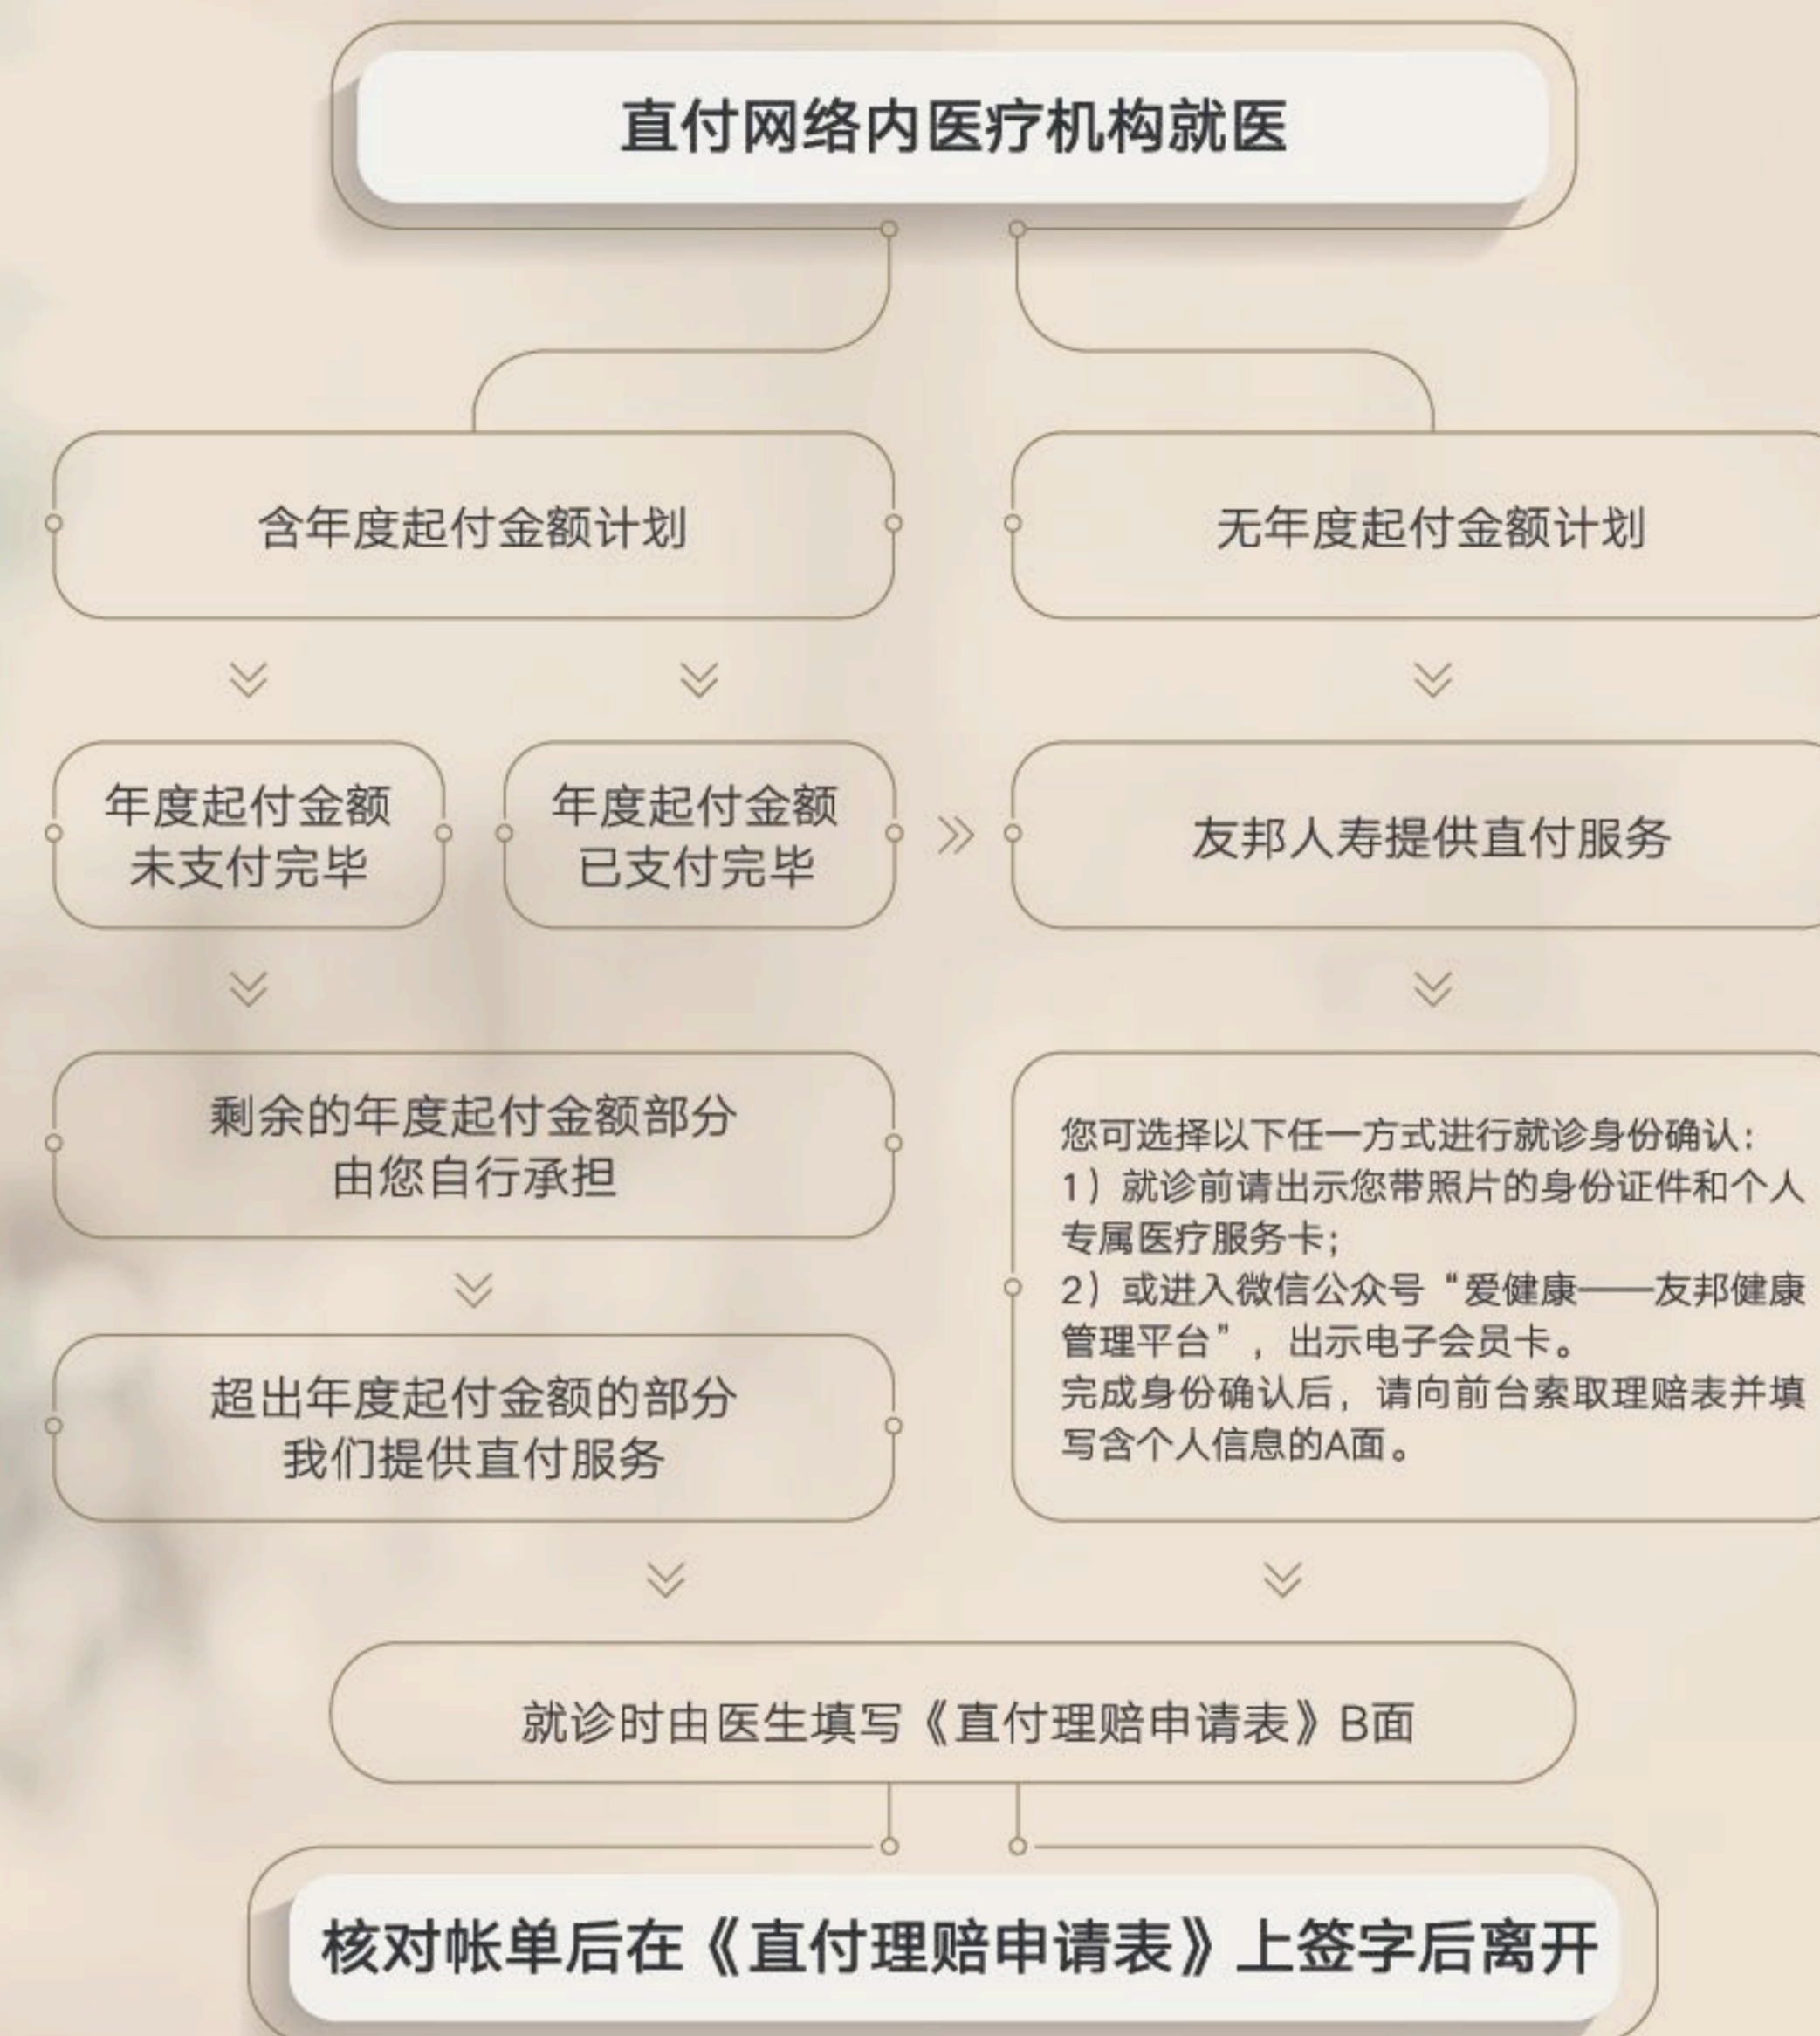 直付网络内医疗机构就医
含年度起付金额计划
无年度起付金额计划
年度起付金额
未支付完毕
年度起付金额
已支付完毕
友邦人寿提供直付服务
剩余的年度起付金额部分
由您自行承担
超出年度起付金额的部分
我们提供直付服务
您可选择以下任一方式进行就诊身份确认：
1）就诊前请出示您带照片的身份证件和个人
专属医疗服务卡；
2）或进入微信公众号“爱健康——友邦健康
管理平台”，出示电子会员卡。
完成身份确认后，请向前台索取理赔表并填
写含个人信息的A面。
就诊时由医生填写《直付理赔申请表》B面
核对帐单后在《直付理赔申请表》上签字后离开